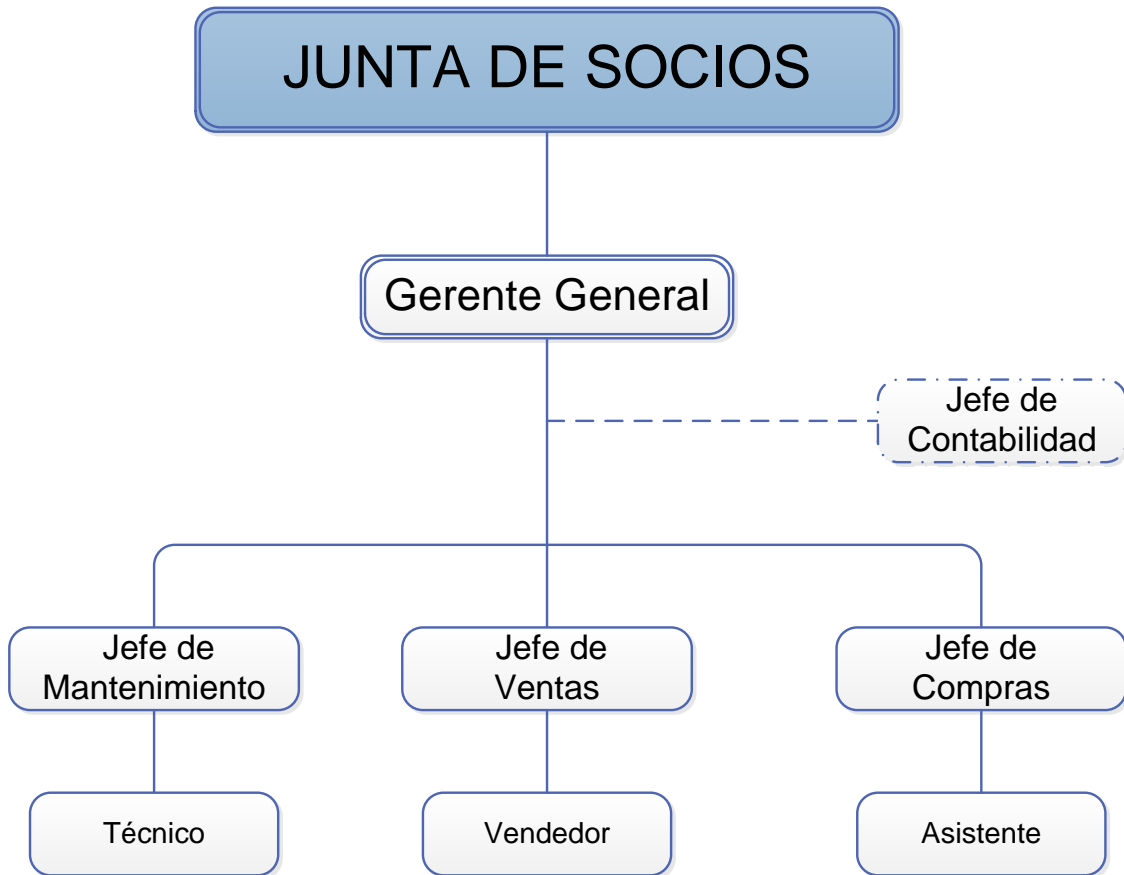 JUNTA DE SOCIOS
Gerente General
Jefe de
Contabilidad
Jefe de
Mantenimiento
Jefe de
Ventas
Jefe de
Compras
Técnico
Vendedor
Asistente